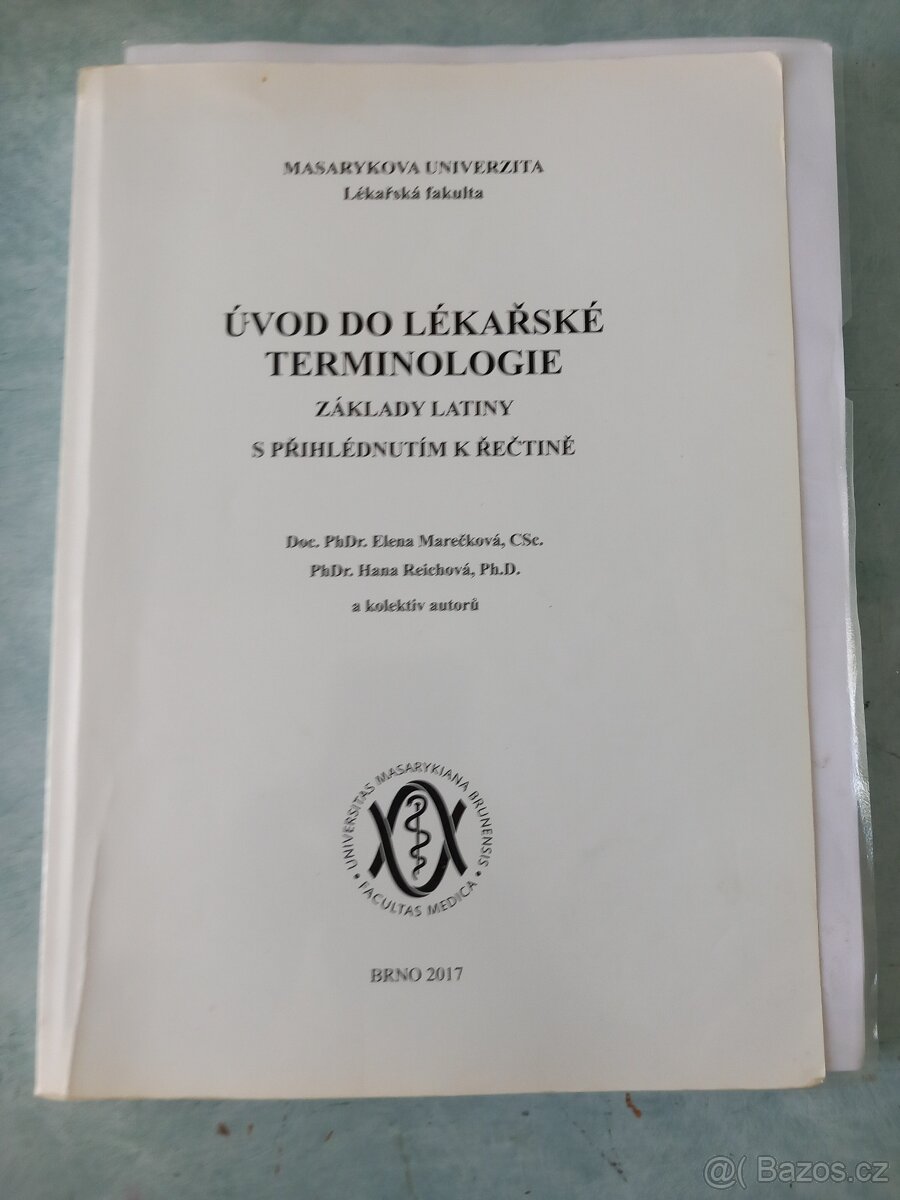 MASARYKOVA UNIVERZITA
Lékařská fakulta
ÚVOD DO LÉKAŘSKÉ
TERMINOLOGIE
ZÁKLADY LATINY
S PŘIHLÉDNUTÍM K ŘEČTINĚ
Doc. PhDr. Elena Marečková, CSc.
PhDr. Hana Reichová, Ph.D.
a kolektiv autorů
• UNIVERSITAS MASARYKIANA BRUNENSIS •
FACULTAS MEDICA
BRNO 2017
@( Bazos.cz